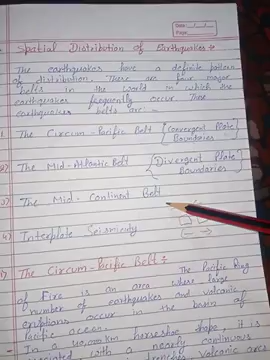 Date: / /
Page:
Spatial Distribution of Earthquakes →
The earthquakes have a definite pattern
of distribution. There are four major
belts in the world in which the
earthquakes frequently occur. These
earthquakes belts are: -
1) The Circum-Pacific Belt [Convergent Plate Boundaries]
2) The Mid-Atlantic Belt [Divergent Plate Boundaries]
3) The Mid-Continent Belt
4) Interplate Seismicity
1) The Circum-Pacific Belt :
The Pacific Ring
of Fire is an area where large
number of earthquakes and volcanic
eruptions occur in the basin of
Pacific ocean.
In a 40,000km horseshoe shape, it is
associated with a nearly continuous
trenches, volcanic arcs